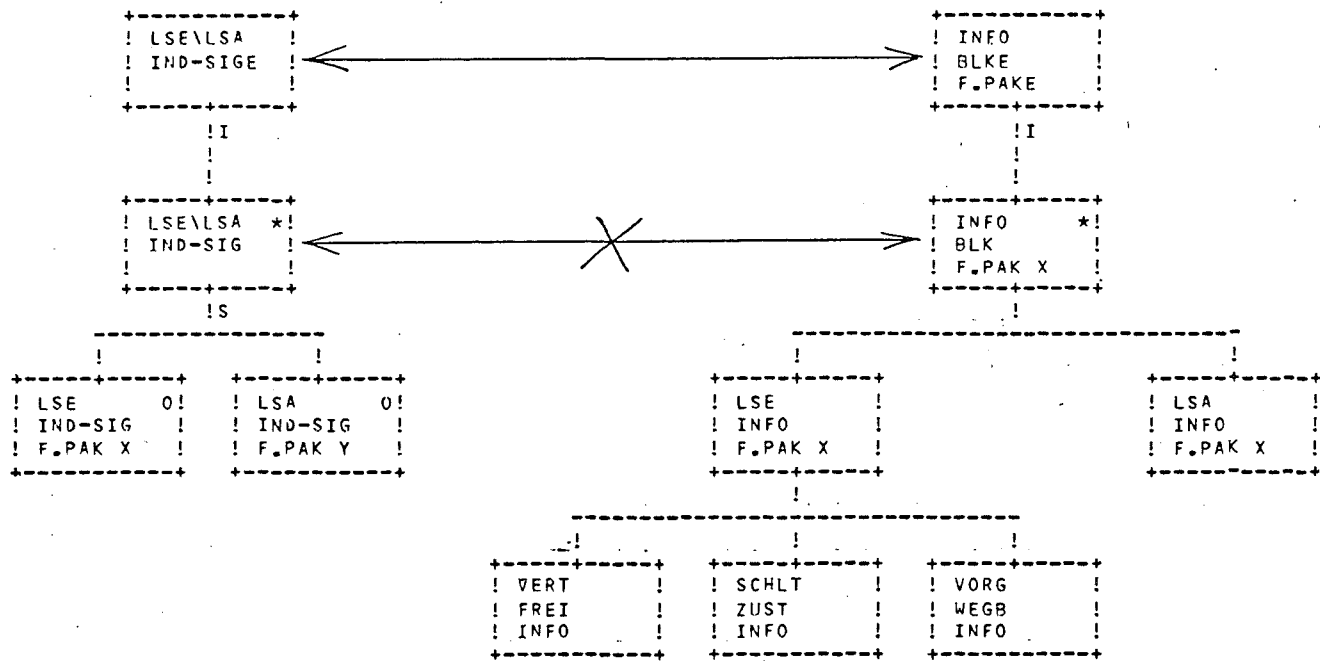 LSE\LSA
IND-SIGE
INFO
BLKE
F.PAKE
I
I
LSE\LSA *
IND-SIG
INFO *
BLK
F.PAK X
S
LSE O
IND-SIG
F.PAK X
LSA O
IND-SIG
F.PAK Y
LSE
INFO
F.PAK X
LSA
INFO
F.PAK X
VERT
FREI
INFO
SCHLT
ZUST
INFO
VORG
WEGB
INFO